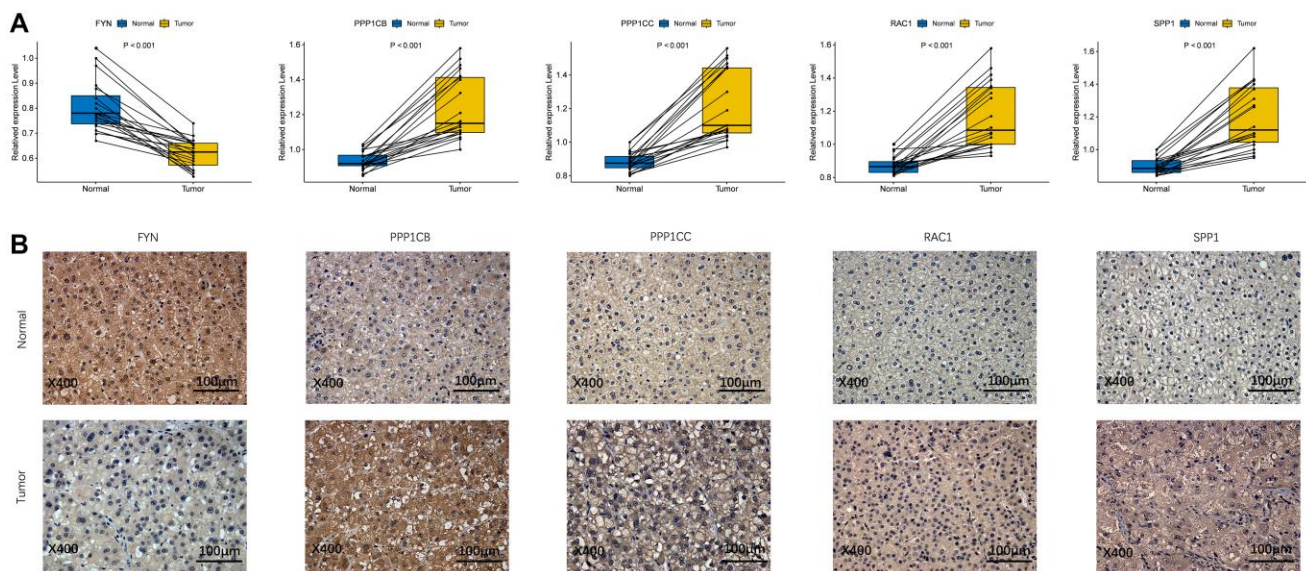 A
FYN Normal Tumor
PPP1CB Normal Tumor
PPP1CC Normal Tumor
RAC1 Normal Tumor
SPP1 Normal Tumor
P < 0.001
P < 0.001
P < 0.001
P < 0.001
P < 0.001
Relatived expression Level
1.0
0.9
0.8
0.7
0.6
Normal Tumor
Relatived expression Level
1.6
1.4
1.2
1.0
Normal Tumor
Relatived expression Level
1.4
1.2
1.0
0.8
Normal Tumor
Relatived expression Level
1.6
1.4
1.2
1.0
0.8
Normal Tumor
Relatived expression Level
1.6
1.4
1.2
1.0
Normal Tumor
B
FYN PPP1CB PPP1CC RAC1 SPP1
Normal
X400 100μm
X400 100μm
X400 100μm
X400 100μm
X400 100μm
Tumor
X400 100μm
X400 100μm
X400 100μm
X400 100μm
X400 100μm